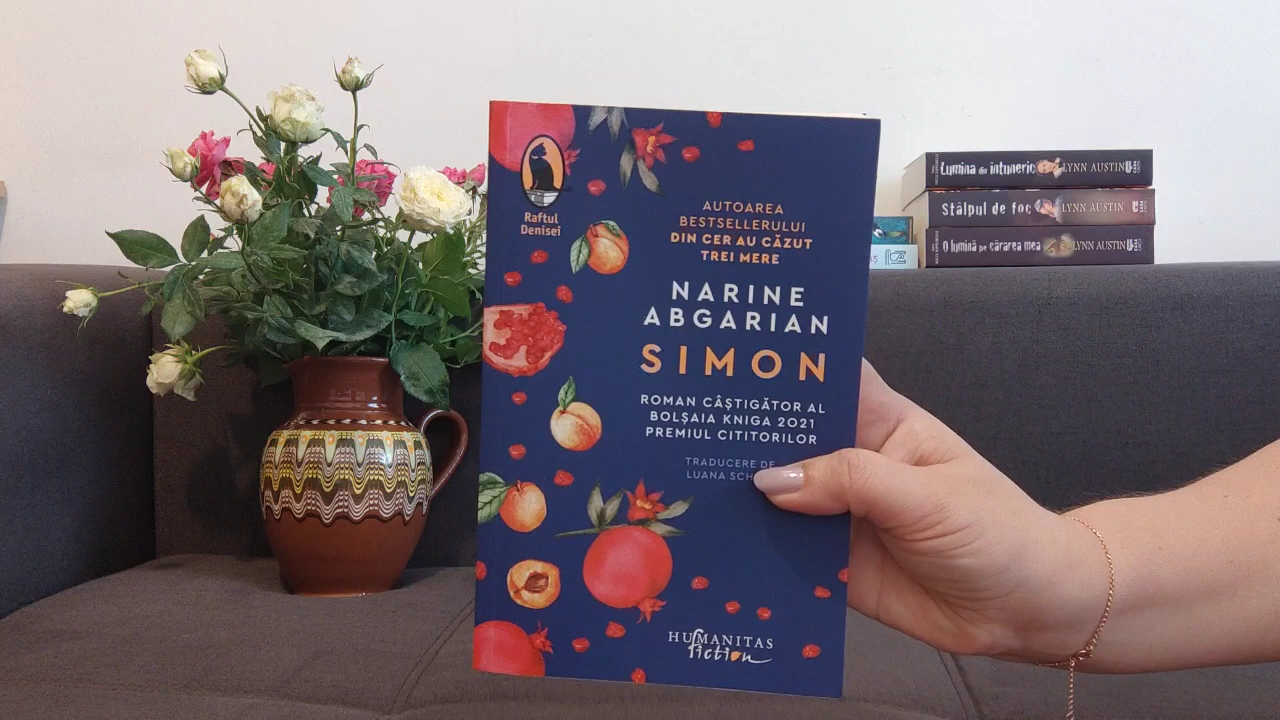 Raftul
Denisei
AUTOAREA
BESTSELLERULUI
DIN CER AU CĂZUT
TREI MERE
NARINE
ABGARIAN
SIMON
ROMAN CÂȘTIGĂTOR AL
BOLȘAIA KNIGA 2021
PREMIUL CITITORILOR
TRADUCERE DE
LUANA
HUMANITAS
fiction
Lumina din întuneric LYNN AUSTIN
Stâlpul de foc LYNN AUSTIN
O lumină pe cărarea mea LYNN AUSTIN